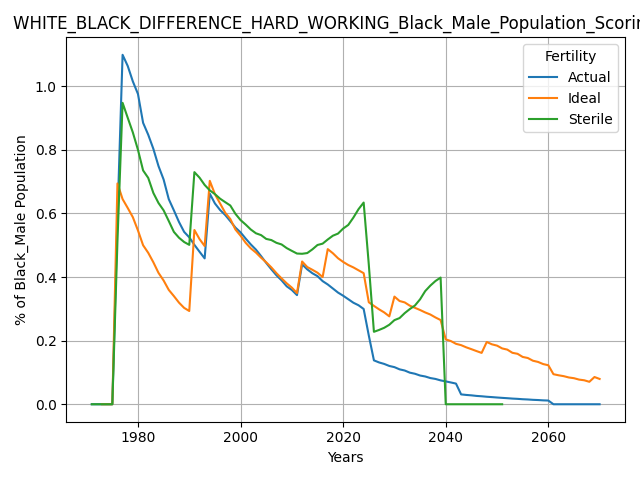 WHITE_BLACK_DIFFERENCE_HARD_WORKING_Black_Male_Population_Scorin
Fertility
Actual
Ideal
Sterile
% of Black_Male Population
1.0
0.8
0.6
0.4
0.2
0.0
1980 2000 2020 2040 2060
Years